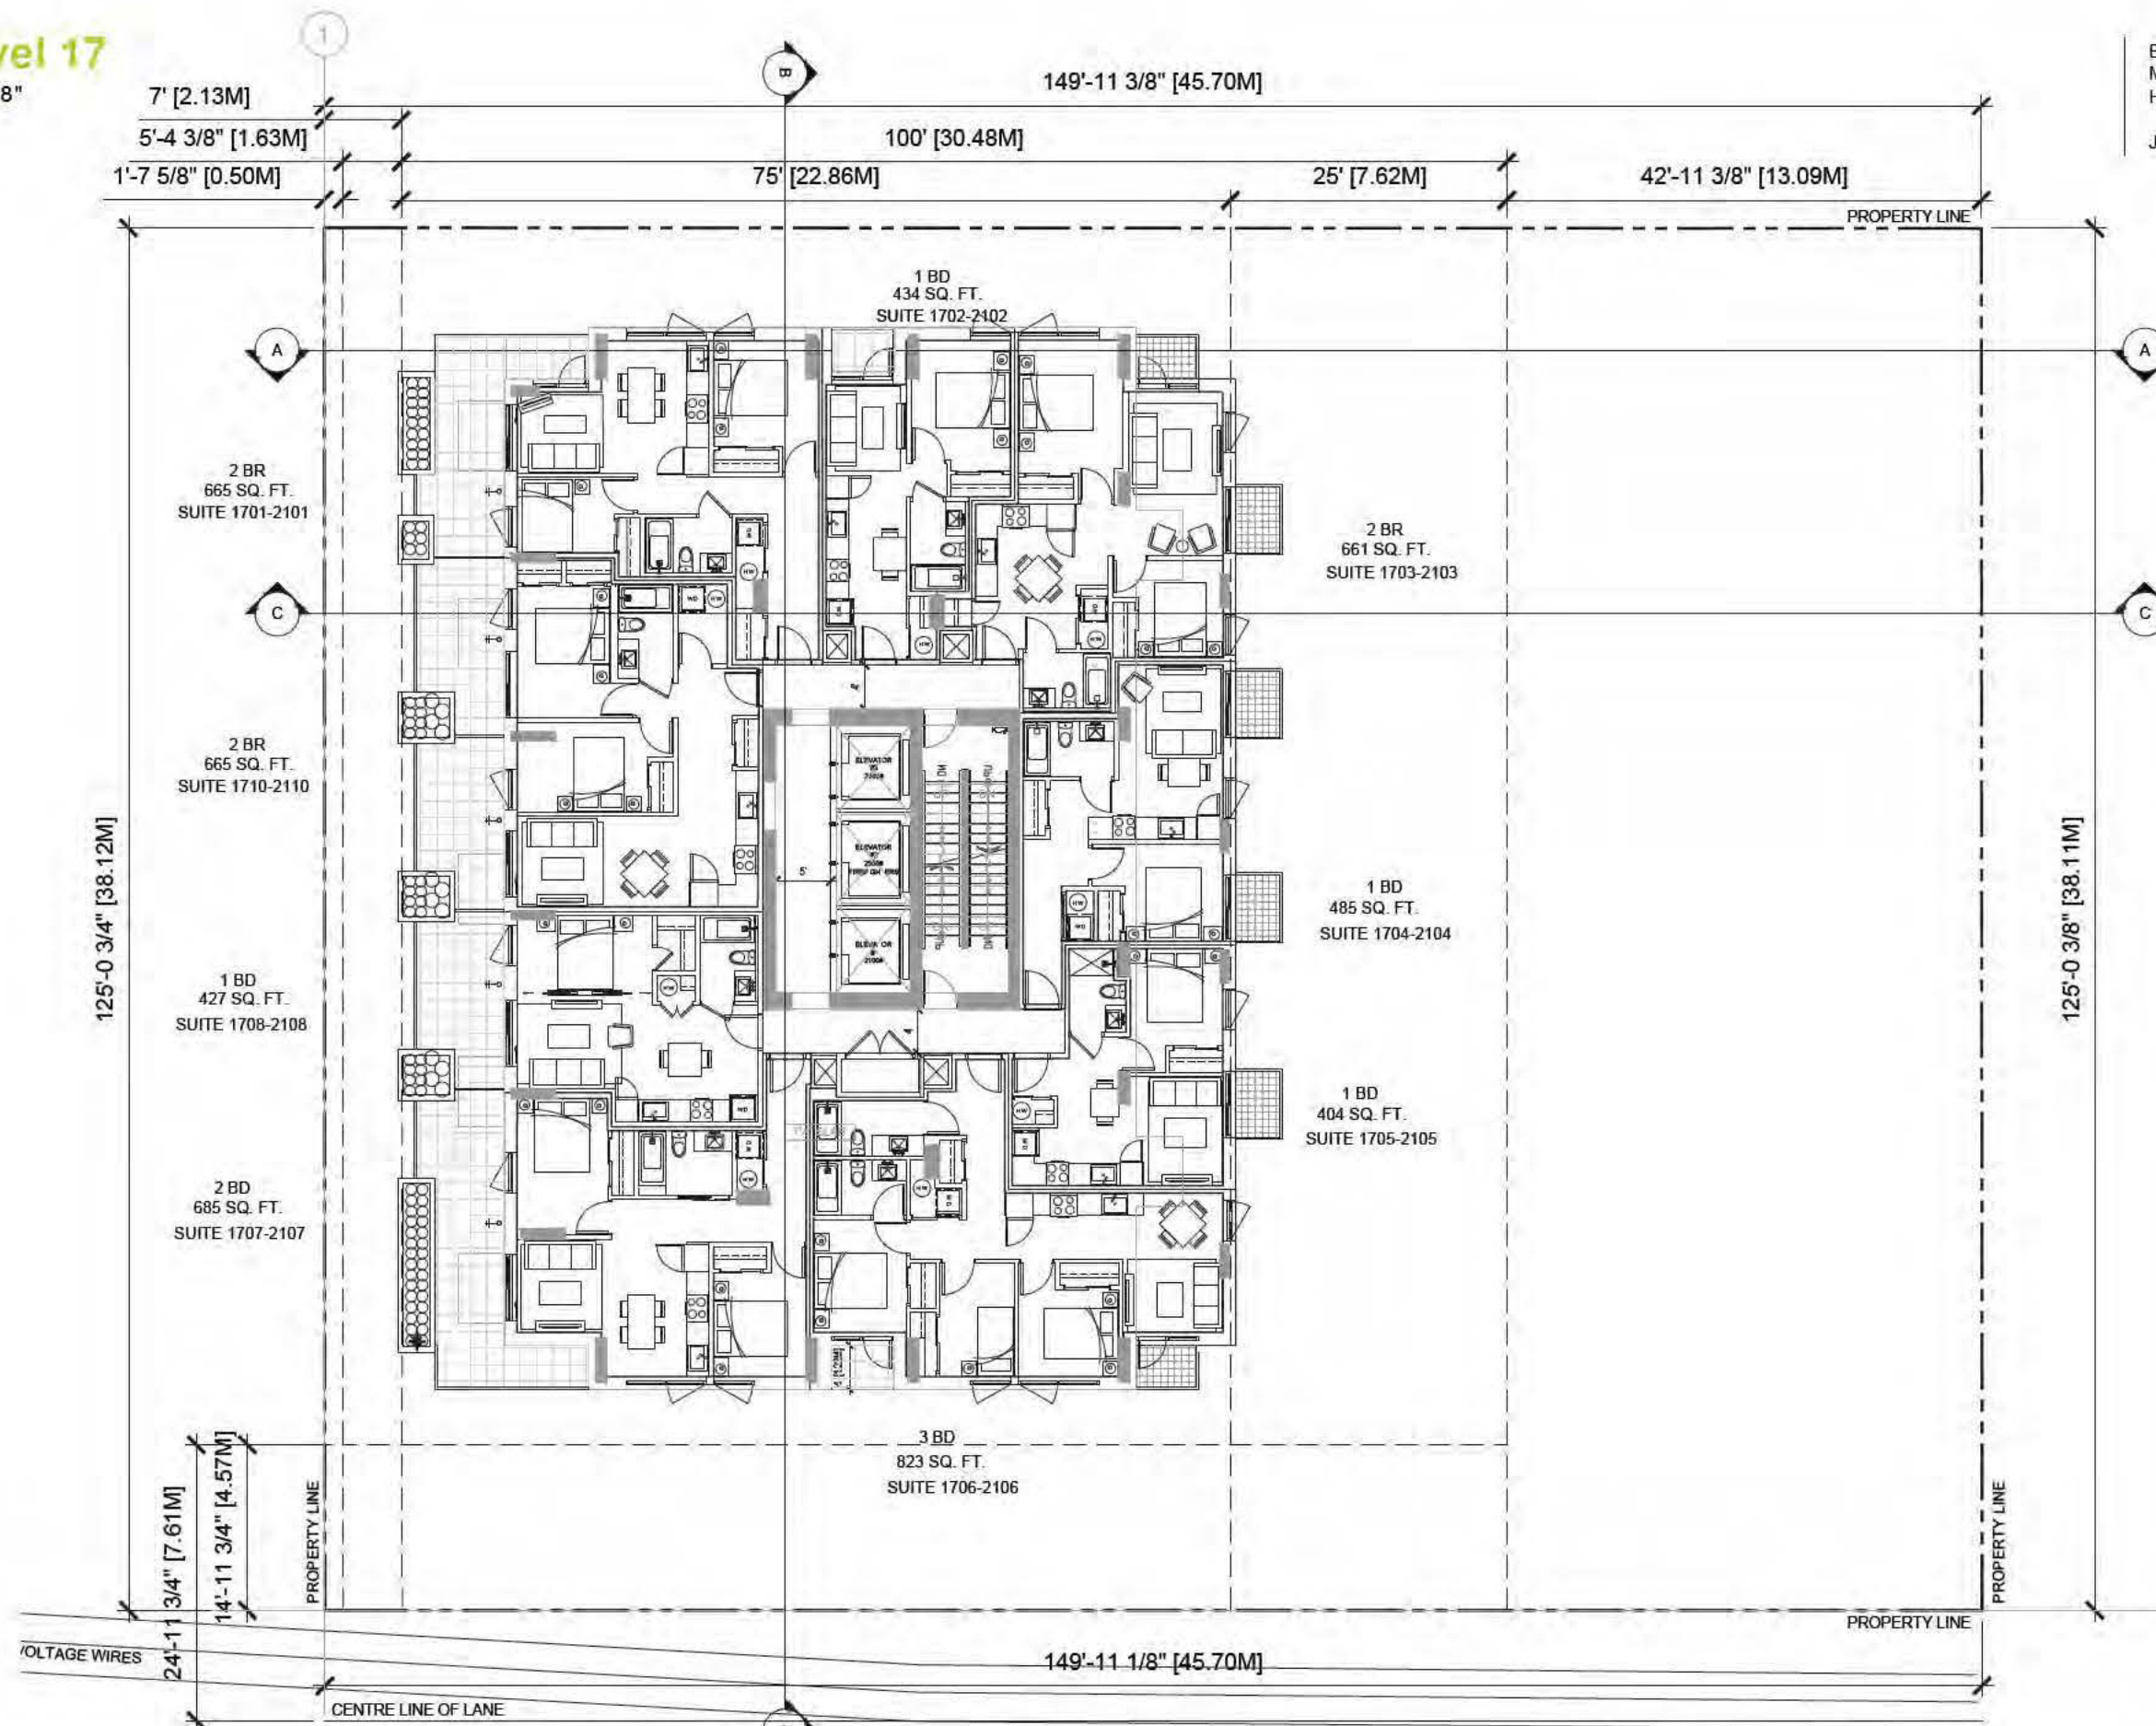 vel 17
8"
1
B
7' [2.13M]
149'-11 3/8" [45.70M]
5'-4 3/8" [1.63M]
100' [30.48M]
1'-7 5/8" [0.50M]
75' [22.86M]
25' [7.62M]
42'-11 3/8" [13.09M]
PROPERTY LINE
1 BD
434 SQ. FT.
SUITE 1702-2102
A
A
2 BR
665 SQ. FT.
SUITE 1701-2101
2 BR
661 SQ. FT.
SUITE 1703-2103
C
C
2 BR
665 SQ. FT.
SUITE 1710-2110
125'-0 3/4" [38.12M]
125'-0 3/8" [38.11M]
ELEVATOR
ELEVATOR
5'
1 BD
485 SQ. FT.
SUITE 1704-2104
1 BD
427 SQ. FT.
SUITE 1708-2108
4'
1 BD
404 SQ. FT.
SUITE 1705-2105
2 BD
685 SQ. FT.
SUITE 1707-2107
WD
HW
3 BD
823 SQ. FT.
SUITE 1706-2106
24'-11 3/4" [7.61M]
14'-11 3/4" [4.57M]
PROPERTY LINE
PROPERTY LINE
PROPERTY LINE
VOLTAGE WIRES
149'-11 1/8" [45.70M]
CENTRE LINE OF LANE